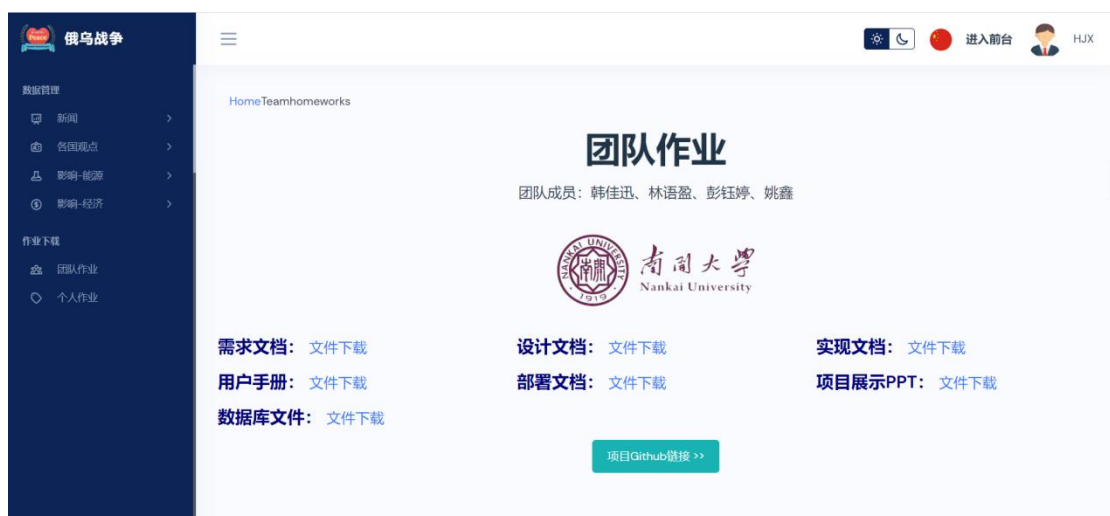 俄乌战争
进入前台
HJX
数据管理
新闻
各国观点
影响-能源
影响-经济
作业下载
团队作业
个人作业
HomeTeamhomeworks
团队作业
团队成员：韩佳迅、林语盈、彭钰婷、姚鑫
NANKAI UNIVERSITY
南開
1919
南開大學
Nankai University
需求文档： 文件下载 设计文档： 文件下载 实现文档： 文件下载
用户手册： 文件下载 部署文档： 文件下载 项目展示PPT： 文件下载
数据库文件： 文件下载
项目Github链接 >>